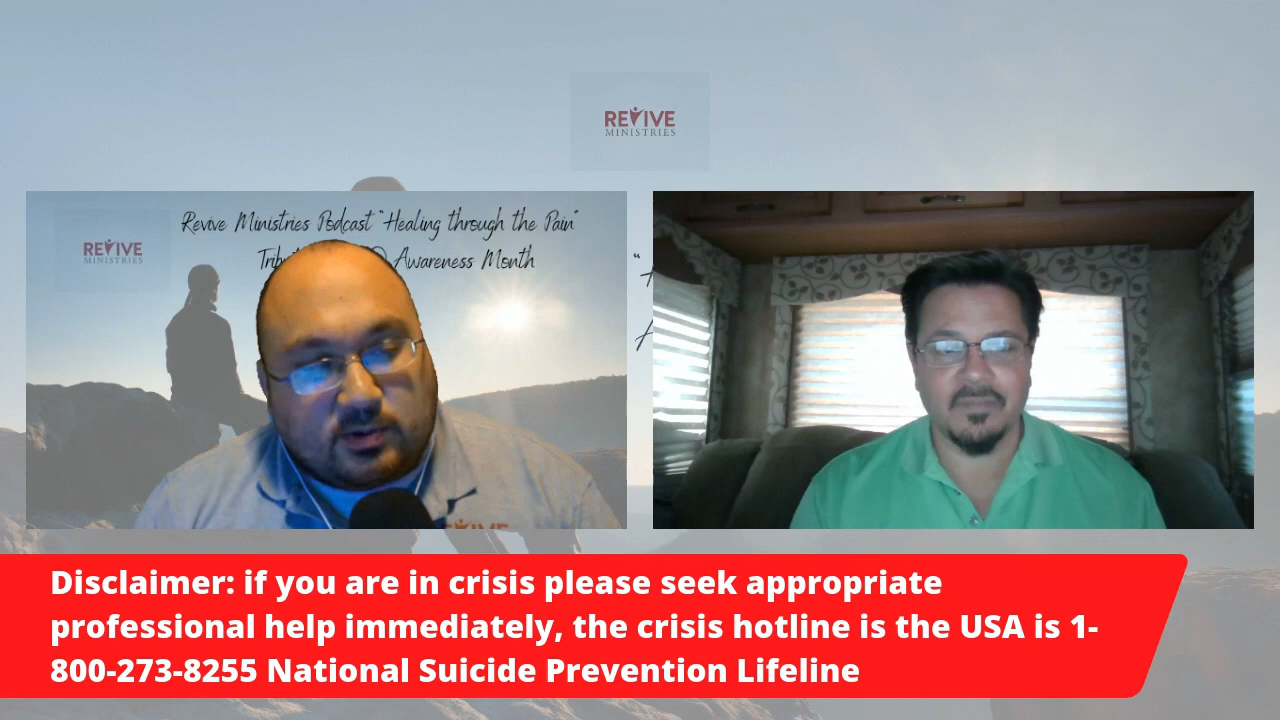 REVIVE
MINISTRIES
Revive Ministries Podcast "Healing through the Pain"
Awareness Month
REVIVE
MINISTRIES
Disclaimer: if you are in crisis please seek appropriate
professional help immediately, the crisis hotline is the USA is 1-
800-273-8255 National Suicide Prevention Lifeline